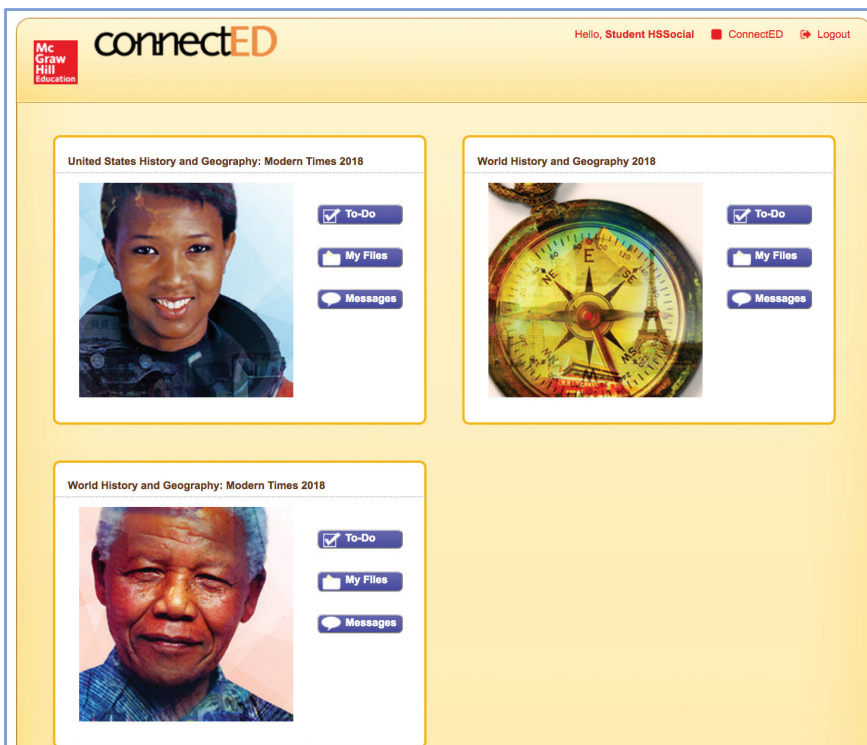 Mc
Graw
Hill
Education
connectED
Hello, Student HSSocial ConnectED Logout
United States History and Geography: Modern Times 2018
To-Do
My Files
Messages
World History and Geography 2018
To-Do
My Files
Messages
World History and Geography: Modern Times 2018
To-Do
My Files
Messages